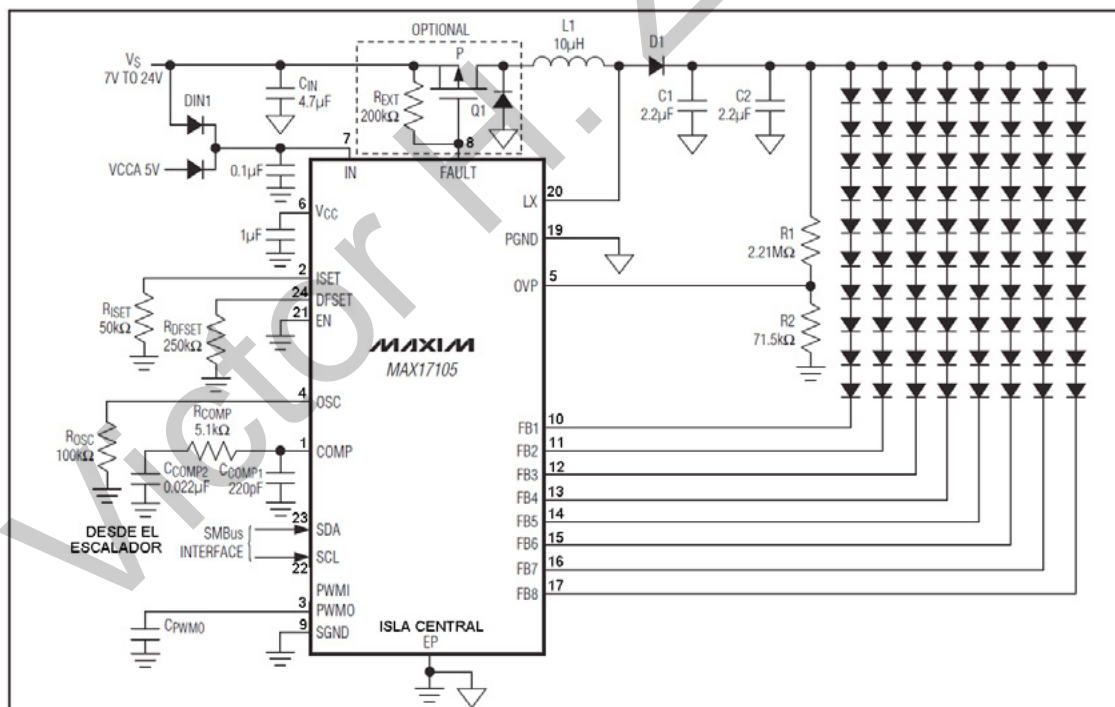 OPTIONAL
L1
10µH
D1
P
VS
7V TO 24V
CIN
4.7µF
DIN1
REXT
200kΩ
Q1
C1
2.2µF
C2
2.2µF
VCCA 5V
0.1µF
7
8
IN
FAULT
20
LX
6
VCC
1µF
19
PGND
R1
2.21MΩ
2
ISET
5
OVP
24
DFSET
RISET
50kΩ
21
EN
RDFSET
250kΩ
R2
71.5kΩ
MAXIM
MAX17105
4
OSC
RCOMP
5.1kΩ
10
FB1
ROSC
100kΩ
1
COMP
11
FB2
CCOMP2
0.022µF
CCOMP1
220pF
12
FB3
13
FB4
DESDE EL
ESCALADOR
SMBus
INTERFACE
23
SDA
14
FB5
SCL
22
15
FB6
PWMI
16
FB7
3
PWMO
17
FB8
CPWMO
9
SGND
ISLA CENTRAL
EP
Victor H.